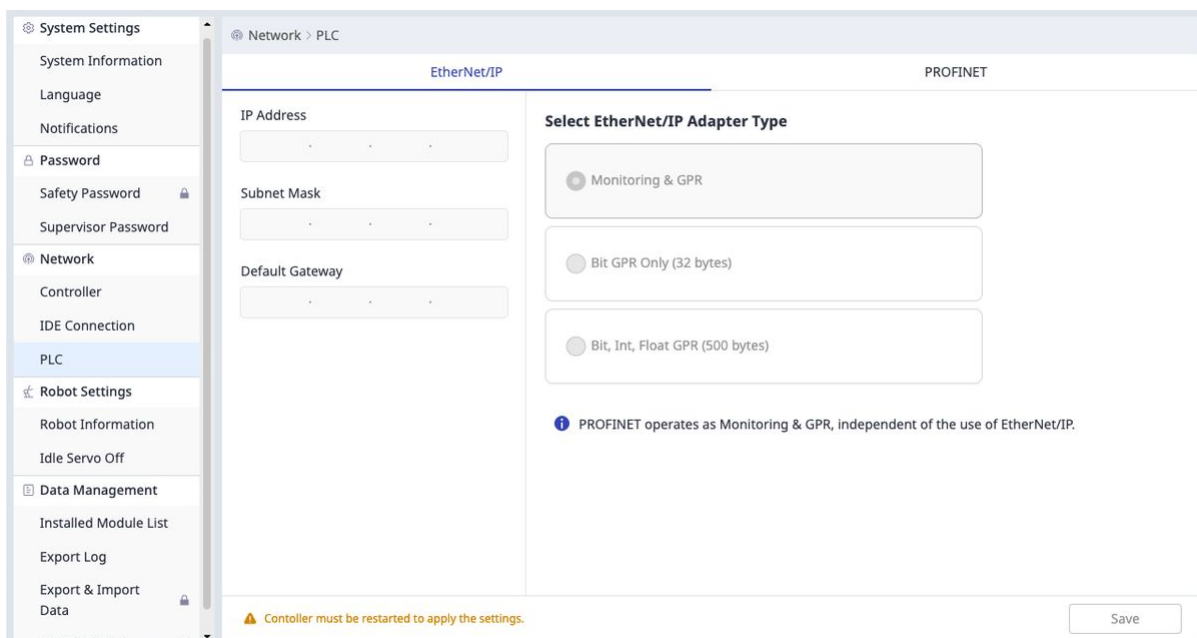 System Settings
System Information
Language
Notifications
Password
Safety Password
Supervisor Password
Network
Controller
IDE Connection
PLC
Robot Settings
Robot Information
Idle Servo Off
Data Management
Installed Module List
Export Log
Export & Import
Data
Network > PLC
EtherNet/IP
PROFINET
IP Address
. . .
Subnet Mask
. . .
Default Gateway
. . .
Select EtherNet/IP Adapter Type
Monitoring & GPR
Bit GPR Only (32 bytes)
Bit, Int, Float GPR (500 bytes)
PROFINET operates as Monitoring & GPR, independent of the use of EtherNet/IP.
Contoller must be restarted to apply the settings.
Save